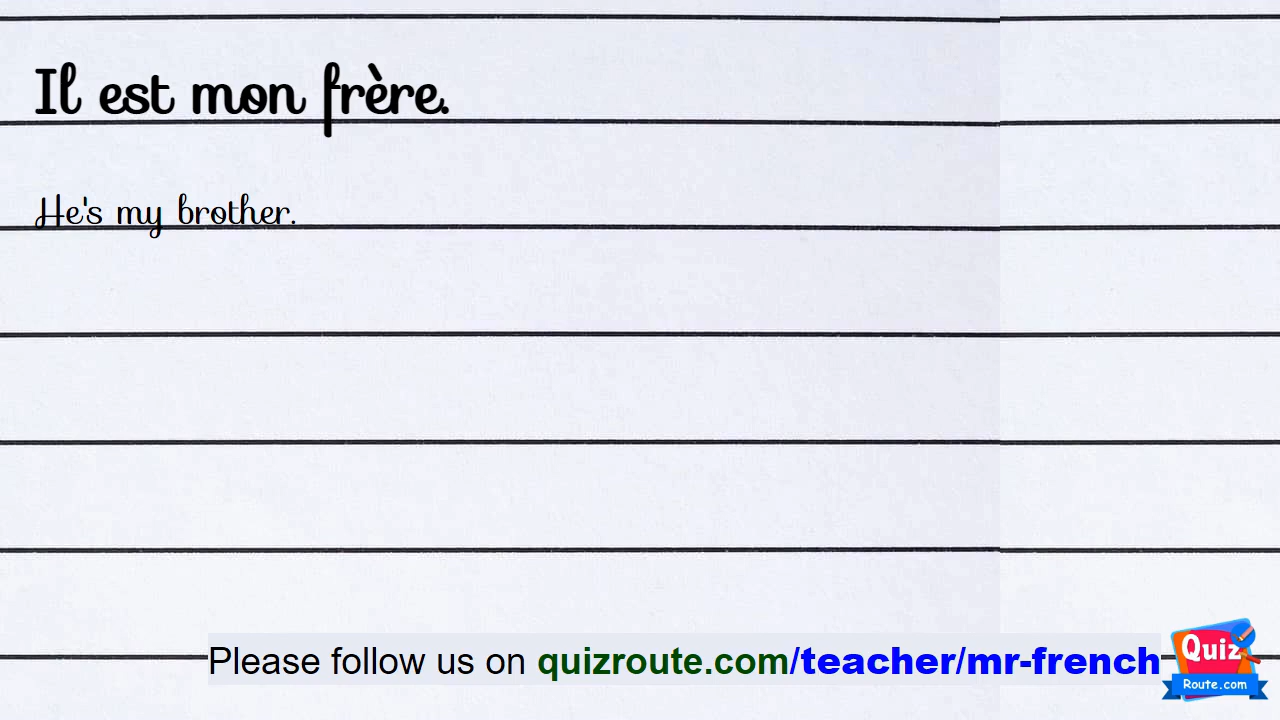 Il est mon frère.
He's my brother.
Please follow us on quizroute.com/teacher/mr-french
Quiz
Route.com